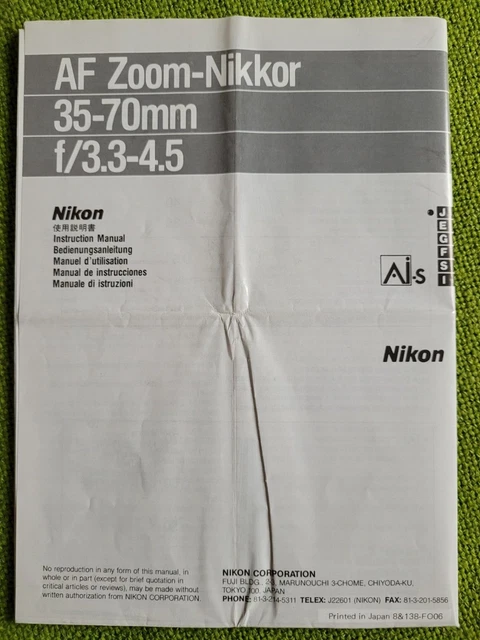 AF Zoom-Nikkor
35-70mm
f/3.3-4.5
Nikon
使用説明書
Instruction Manual
Bedienungsanleitung
Manuel d'utilisation
Manual de instrucciones
Manuale di istruzioni
J
E
G
F
S
I
Ai-s
Nikon
No reproduction in any form of this manual, in
whole or in part (except for brief quotation in
critical articles or reviews), may be made without
written authorization from NIKON CORPORATION.
NIKON CORPORATION
FUJI BLDG., 2-3, MARUNOUCHI 3-CHOME, CHIYODA-KU,
TOKYO 100, JAPAN
PHONE: 81-3-214-5311 TELEX: J22601 (NIKON) FAX: 81-3-201-5856
Printed in Japan 8&138-F006